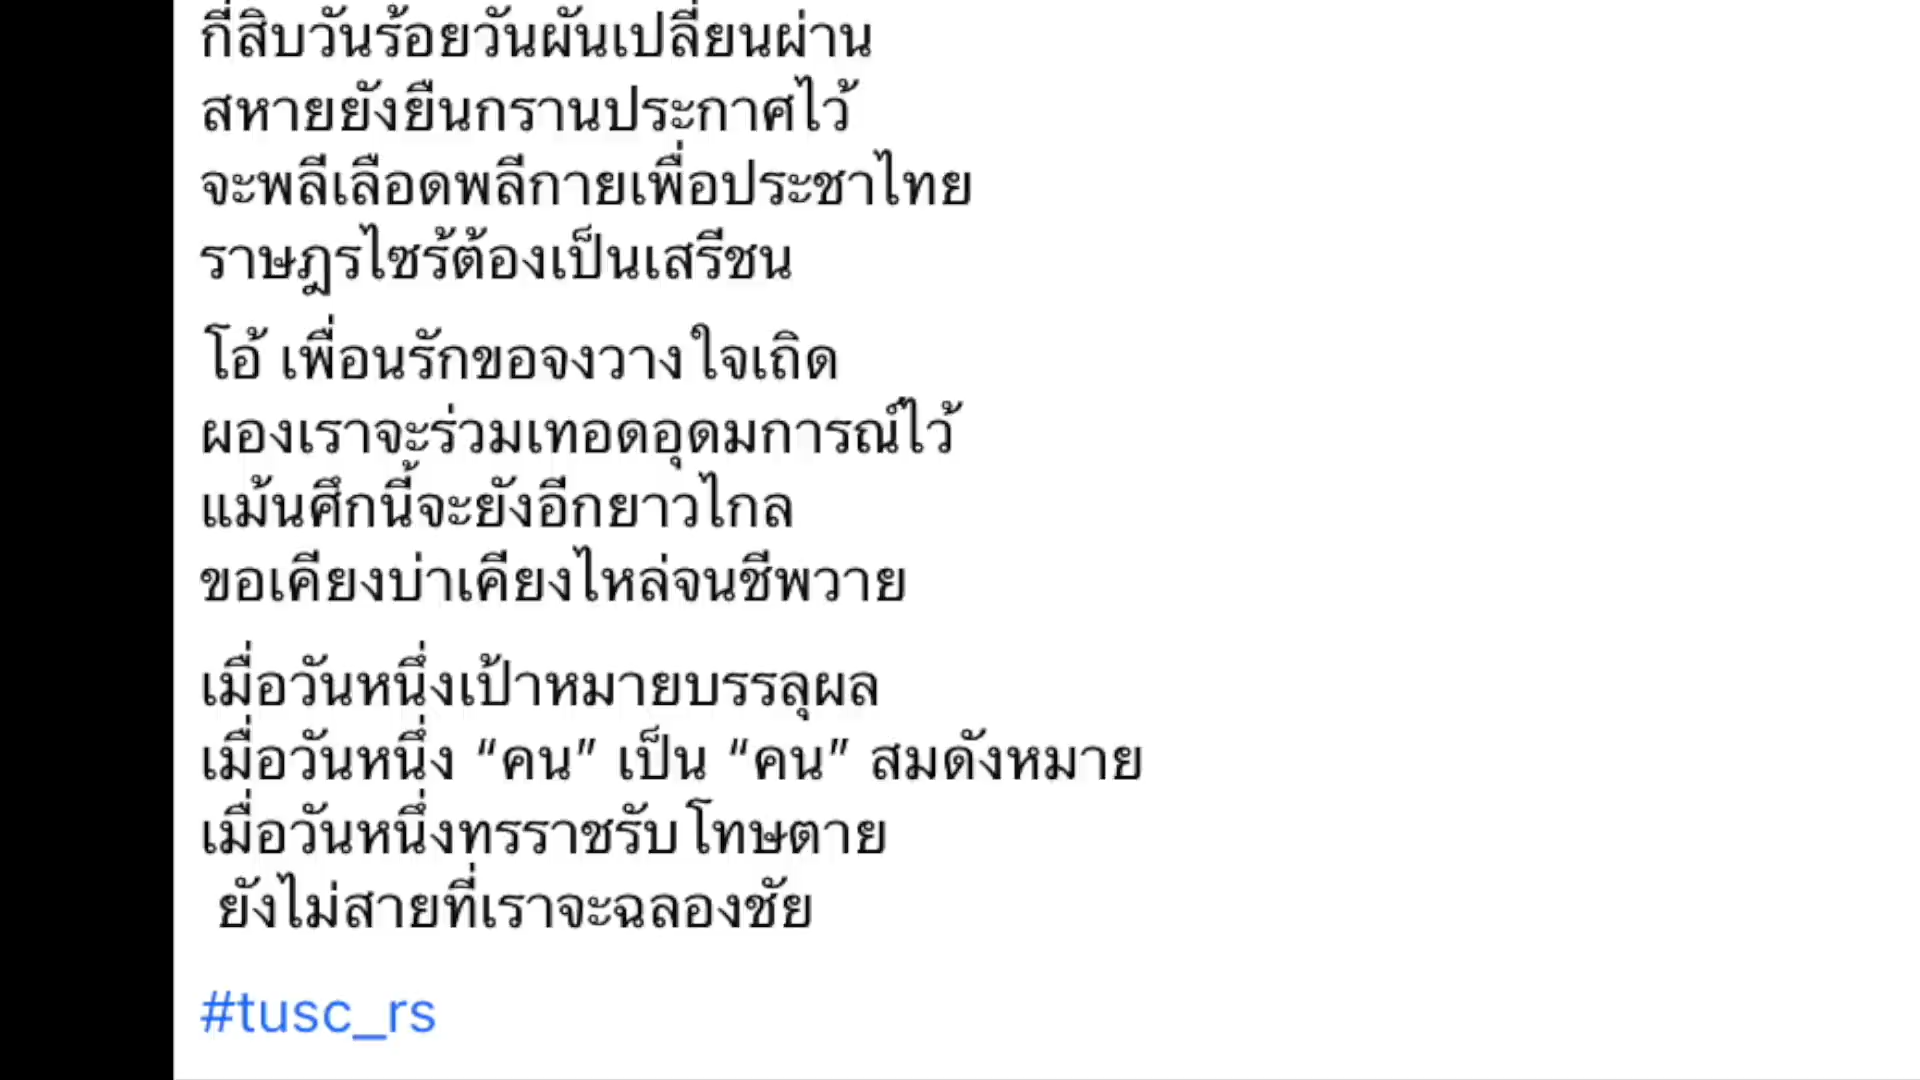 กี่สิบวันร้อยวันผันเปลี่ยนผ่าน
สหายยังยืนกรานประกาศไว้
จะพลีเลือดพลีกายเพื่อประชาไทย
ราษฎรไซร้ต้องเป็นเสรีชน
โอ้ เพื่อนรักขอจงวางใจเถิด
ผองเราจะร่วมเทอดอุดมการณ์ไว้
แม้นศึกนี้จะยังอีกยาวไกล
ขอเคียงบ่าเคียงไหล่จนชีพวาย
เมื่อวันหนึ่งเป้าหมายบรรลุผล
เมื่อวันหนึ่ง “คน” เป็น “คน” สมดังหมาย
เมื่อวันหนึ่งทรราชรับโทษตาย
ยังไม่สายที่เราจะฉลองชัย
#tusc_rs